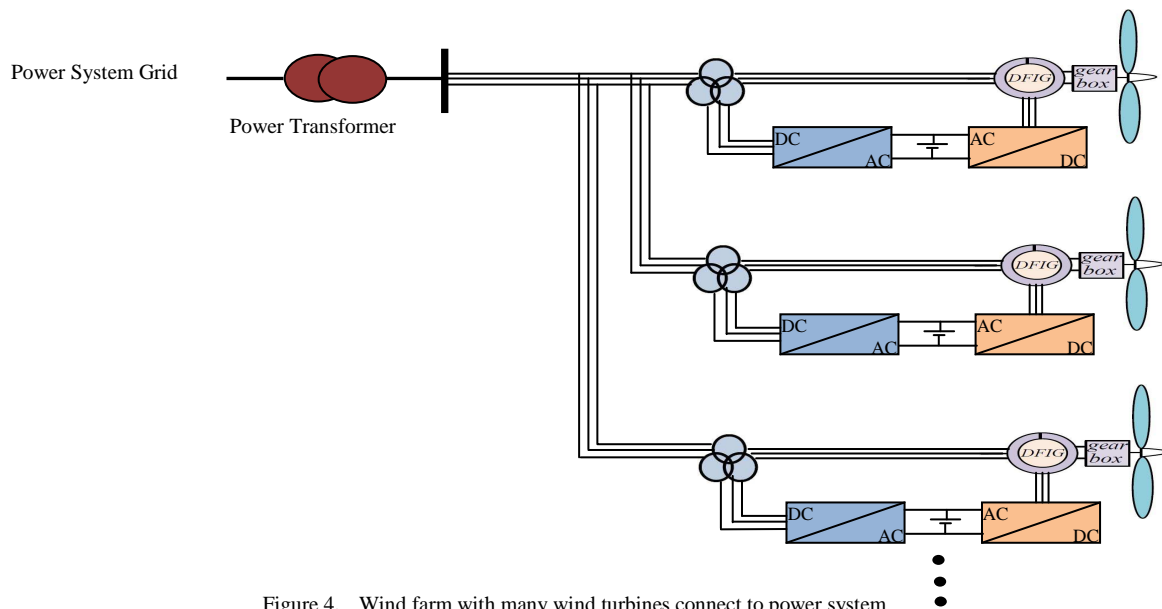 Power System Grid
Power Transformer
DFIG
gear
box
DC
AC
AC
DC
DFIG
gear
box
DC
AC
AC
DC
DFIG
gear
box
DC
AC
AC
DC
Figure 4. Wind farm with many wind turbines connect to power system